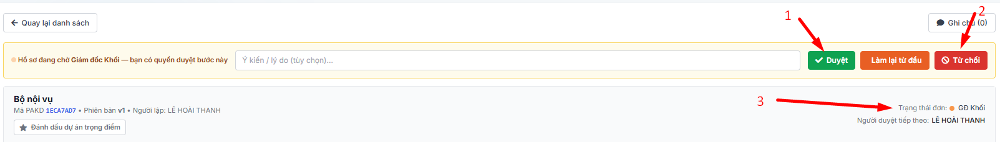 1
2
Quay lại danh sách
Ghi chú (0)
Hồ sơ đang chờ Giám đốc Khối — bạn có quyền duyệt bước này
Ý kiến / lý do (tùy chọn)...
Duyệt
Làm lại từ đầu
Từ chối
Bộ nội vụ
Mã PAKD 1ECA7AD7 • Phiên bản v1 • Người lập: LÊ HOÀI THANH
Đánh dấu dự án trọng điểm
3
Trạng thái đơn: GĐ Khối
Người duyệt tiếp theo: LÊ HOÀI THANH